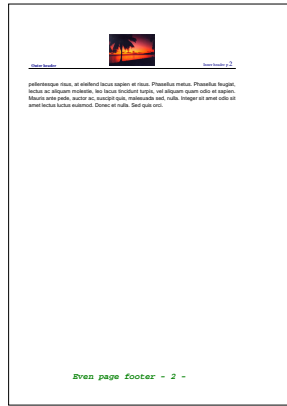 Outer header
Inner header p.2
pellentesque risus, at eleifend lacus sapien et risus. Phasellus metus. Phasellus feugiat,
lectus ac aliquam molestie, leo lacus tincidunt turpis, vel aliquam quam odio et sapien.
Mauris ante pede, auctor ac, suscipit quis, malesuada sed, nulla. Integer sit amet odio sit
amet lectus luctus euismod. Donec et nulla. Sed quis orci.
Even page footer - 2 -